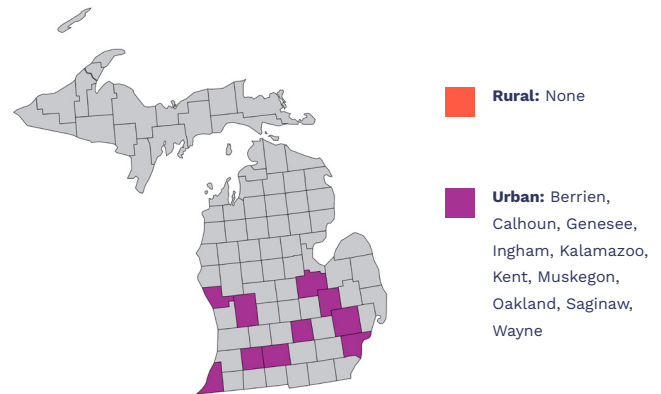 Rural: None
Urban: Berrien,
Calhoun, Genesee,
Ingham, Kalamazoo,
Kent, Muskegon,
Oakland, Saginaw,
Wayne